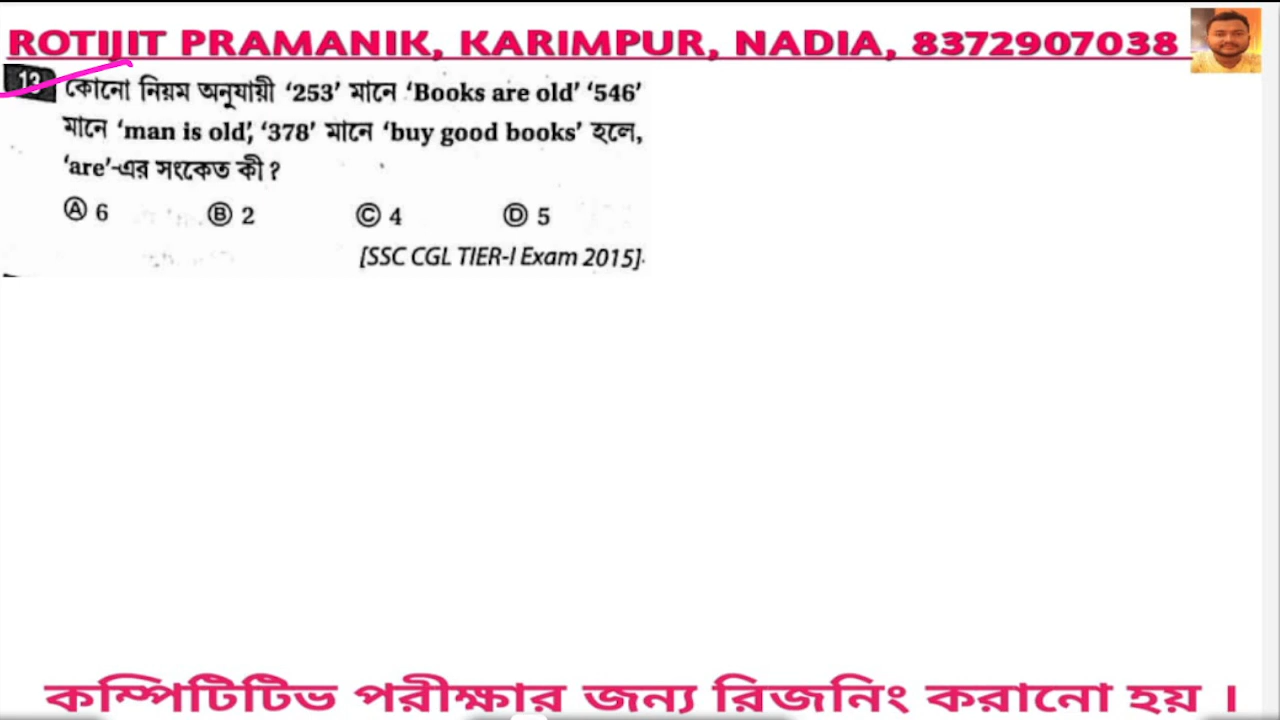 ROTIJIT PRAMANIK, KARIMPUR, NADIA, 8372907038
13 কোনো নিয়ম অনুযায়ী ‘253’ মানে ‘Books are old’ ‘546’
মানে ‘man is old’, ‘378’ মানে ‘buy good books’ হলে,
‘are’-এর সংকেত কী ?
Ⓐ 6 Ⓑ 2 Ⓒ 4 Ⓓ 5
[SSC CGL TIER-I Exam 2015].
কম্পিটিটিভ পরীক্ষার জন্য রিজনিং করানো হয় ।